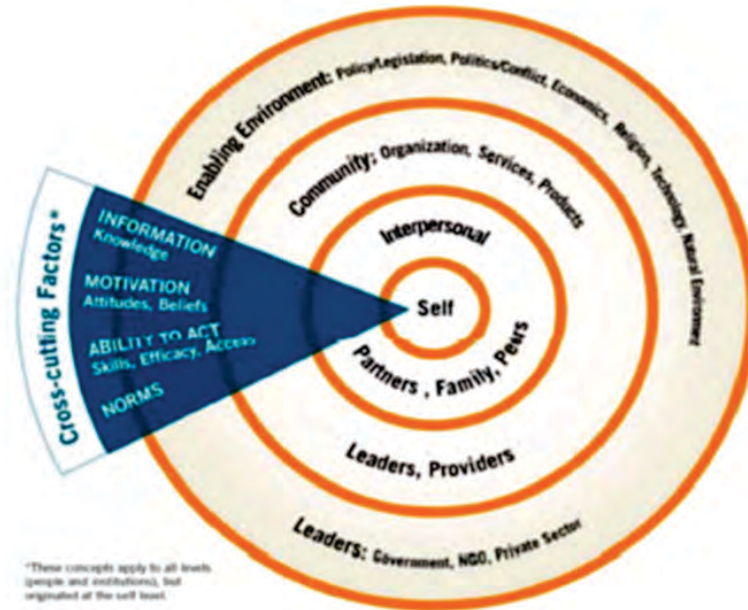 Enabling Environment: Policy/Legislation, Politics/Conflict, Economics, Religion, Technology, Natural Environment
Community: Organization, Services, Products
Interpersonal
Self
Partners , Family, Peers
Leaders, Providers
Leaders: Government, NGO, Private Sector
Cross-cutting Factors*
INFORMATION
Knowledge
MOTIVATION
Attitudes, Beliefs
ABILITY TO ACT
Skills, Efficacy, Access
NORMS
*These concepts apply to all levels
(people and institutions), but
originated at the self level.